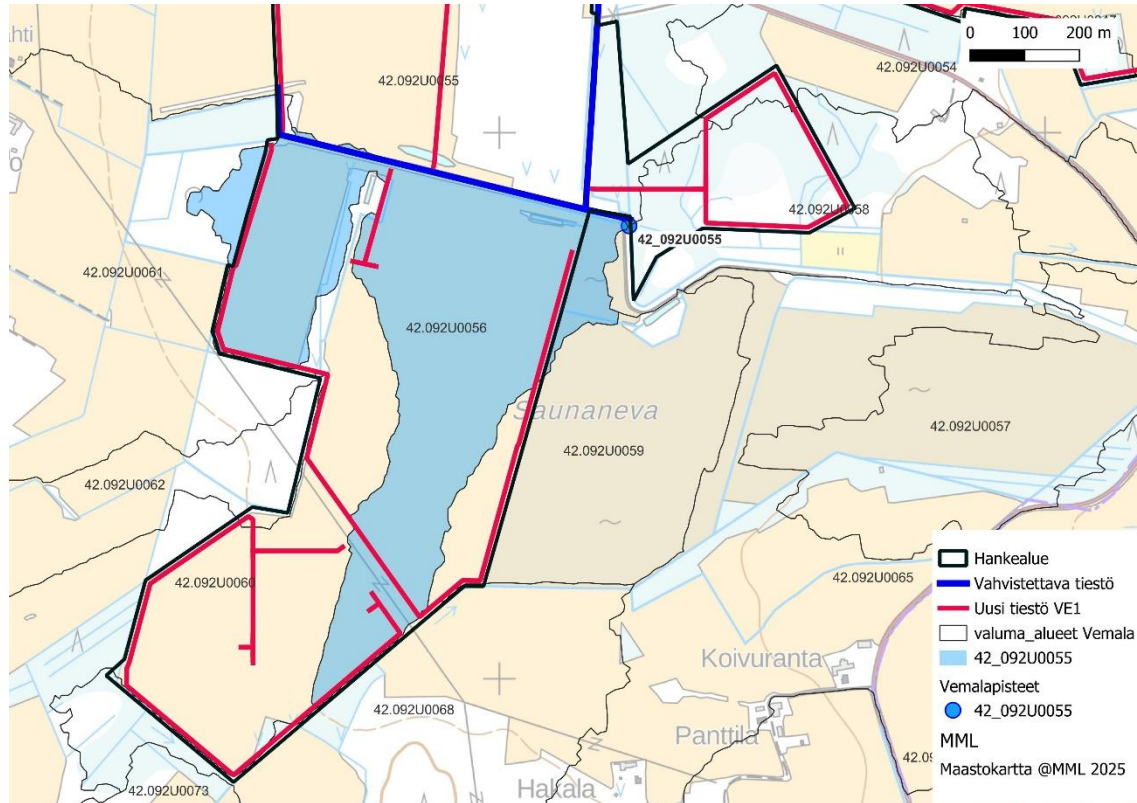 0 100 200 m
42.092U0054
42.092U0055
42.092U0058
42_092U0055
42.092U0061
42.092U0056
Saunaneva
42.092U0057
42.092U0059
42.092U0062
42.092U0060
42.092U0065
Koivuranta
42.092U0068
Panttila
Hakala
42.092U0073
Hankealue
Vahvistettava tiestö
Uusi tiestö VE1
valuma_alueet Vemala
42_092U0055
Vemalapisteet
42_092U0055
MML
Maastokartta @MML 2025